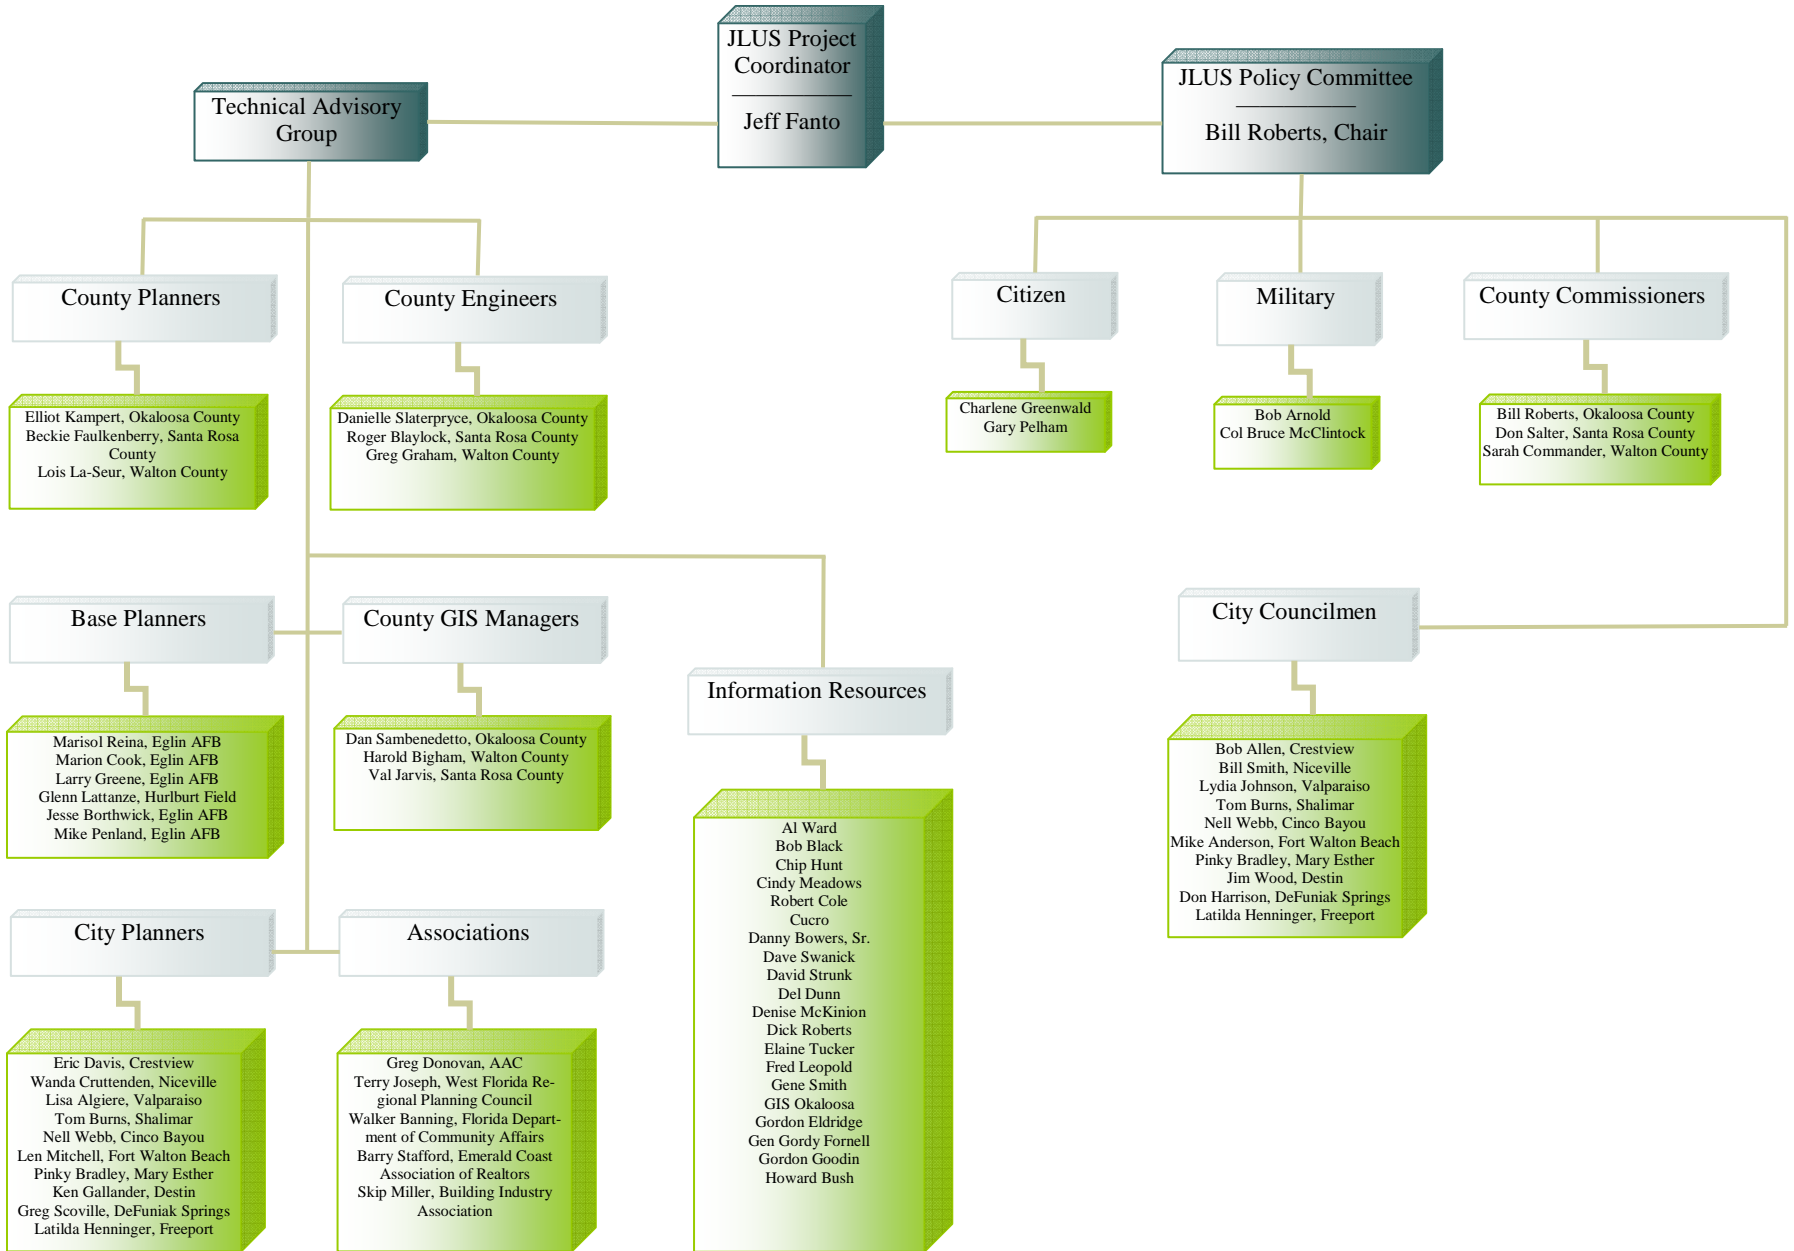 JLUS Project
Coordinator
Jeff Fanto
JLUS Policy Committee
Bill Roberts, Chair
Technical Advisory
Group
County Planners
County Engineers
Citizen
Military
County Commissioners
Elliot Kampert, Okaloosa County
Beckie Faulkenberry, Santa Rosa
County
Lois La-Seur, Walton County
Danielle Slaterpryce, Okaloosa County
Roger Blaylock, Santa Rosa County
Greg Graham, Walton County
Charlene Greenwald
Gary Pelham
Bob Arnold
Col Bruce McClintock
Bill Roberts, Okaloosa County
Don Salter, Santa Rosa County
Sarah Commander, Walton County
Base Planners
County GIS Managers
Information Resources
City Councilmen
Marisol Reina, Eglin AFB
Marion Cook, Eglin AFB
Larry Greene, Eglin AFB
Glenn Lattanze, Hurlburt Field
Jesse Borthwick, Eglin AFB
Mike Penland, Eglin AFB
Dan Sambenedetto, Okaloosa County
Harold Bigham, Walton County
Val Jarvis, Santa Rosa County
Al Ward
Bob Black
Chip Hunt
Cindy Meadows
Robert Cole
Cucro
Danny Bowers, Sr.
Dave Swanick
David Strunk
Del Dunn
Denise McKinion
Dick Roberts
Elaine Tucker
Fred Leopold
Gene Smith
GIS Okaloosa
Gordon Eldridge
Gen Gordy Fornell
Gordon Goodin
Howard Bush
Bob Allen, Crestview
Bill Smith, Niceville
Lydia Johnson, Valparaiso
Tom Burns, Shalimar
Nell Webb, Cinco Bayou
Mike Anderson, Fort Walton Beach
Pinky Bradley, Mary Esther
Jim Wood, Destin
Don Harrison, DeFuniak Springs
Latilda Henninger, Freeport
City Planners
Associations
Eric Davis, Crestview
Wanda Cruttenden, Niceville
Lisa Algiere, Valparaiso
Tom Burns, Shalimar
Nell Webb, Cinco Bayou
Len Mitchell, Fort Walton Beach
Pinky Bradley, Mary Esther
Ken Gallander, Destin
Greg Scoville, DeFuniak Springs
Latilda Henninger, Freeport
Greg Donovan, AAC
Terry Joseph, West Florida Re-
gional Planning Council
Walker Banning, Florida Depart-
ment of Community Affairs
Barry Stafford, Emerald Coast
Association of Realtors
Skip Miller, Building Industry
Association